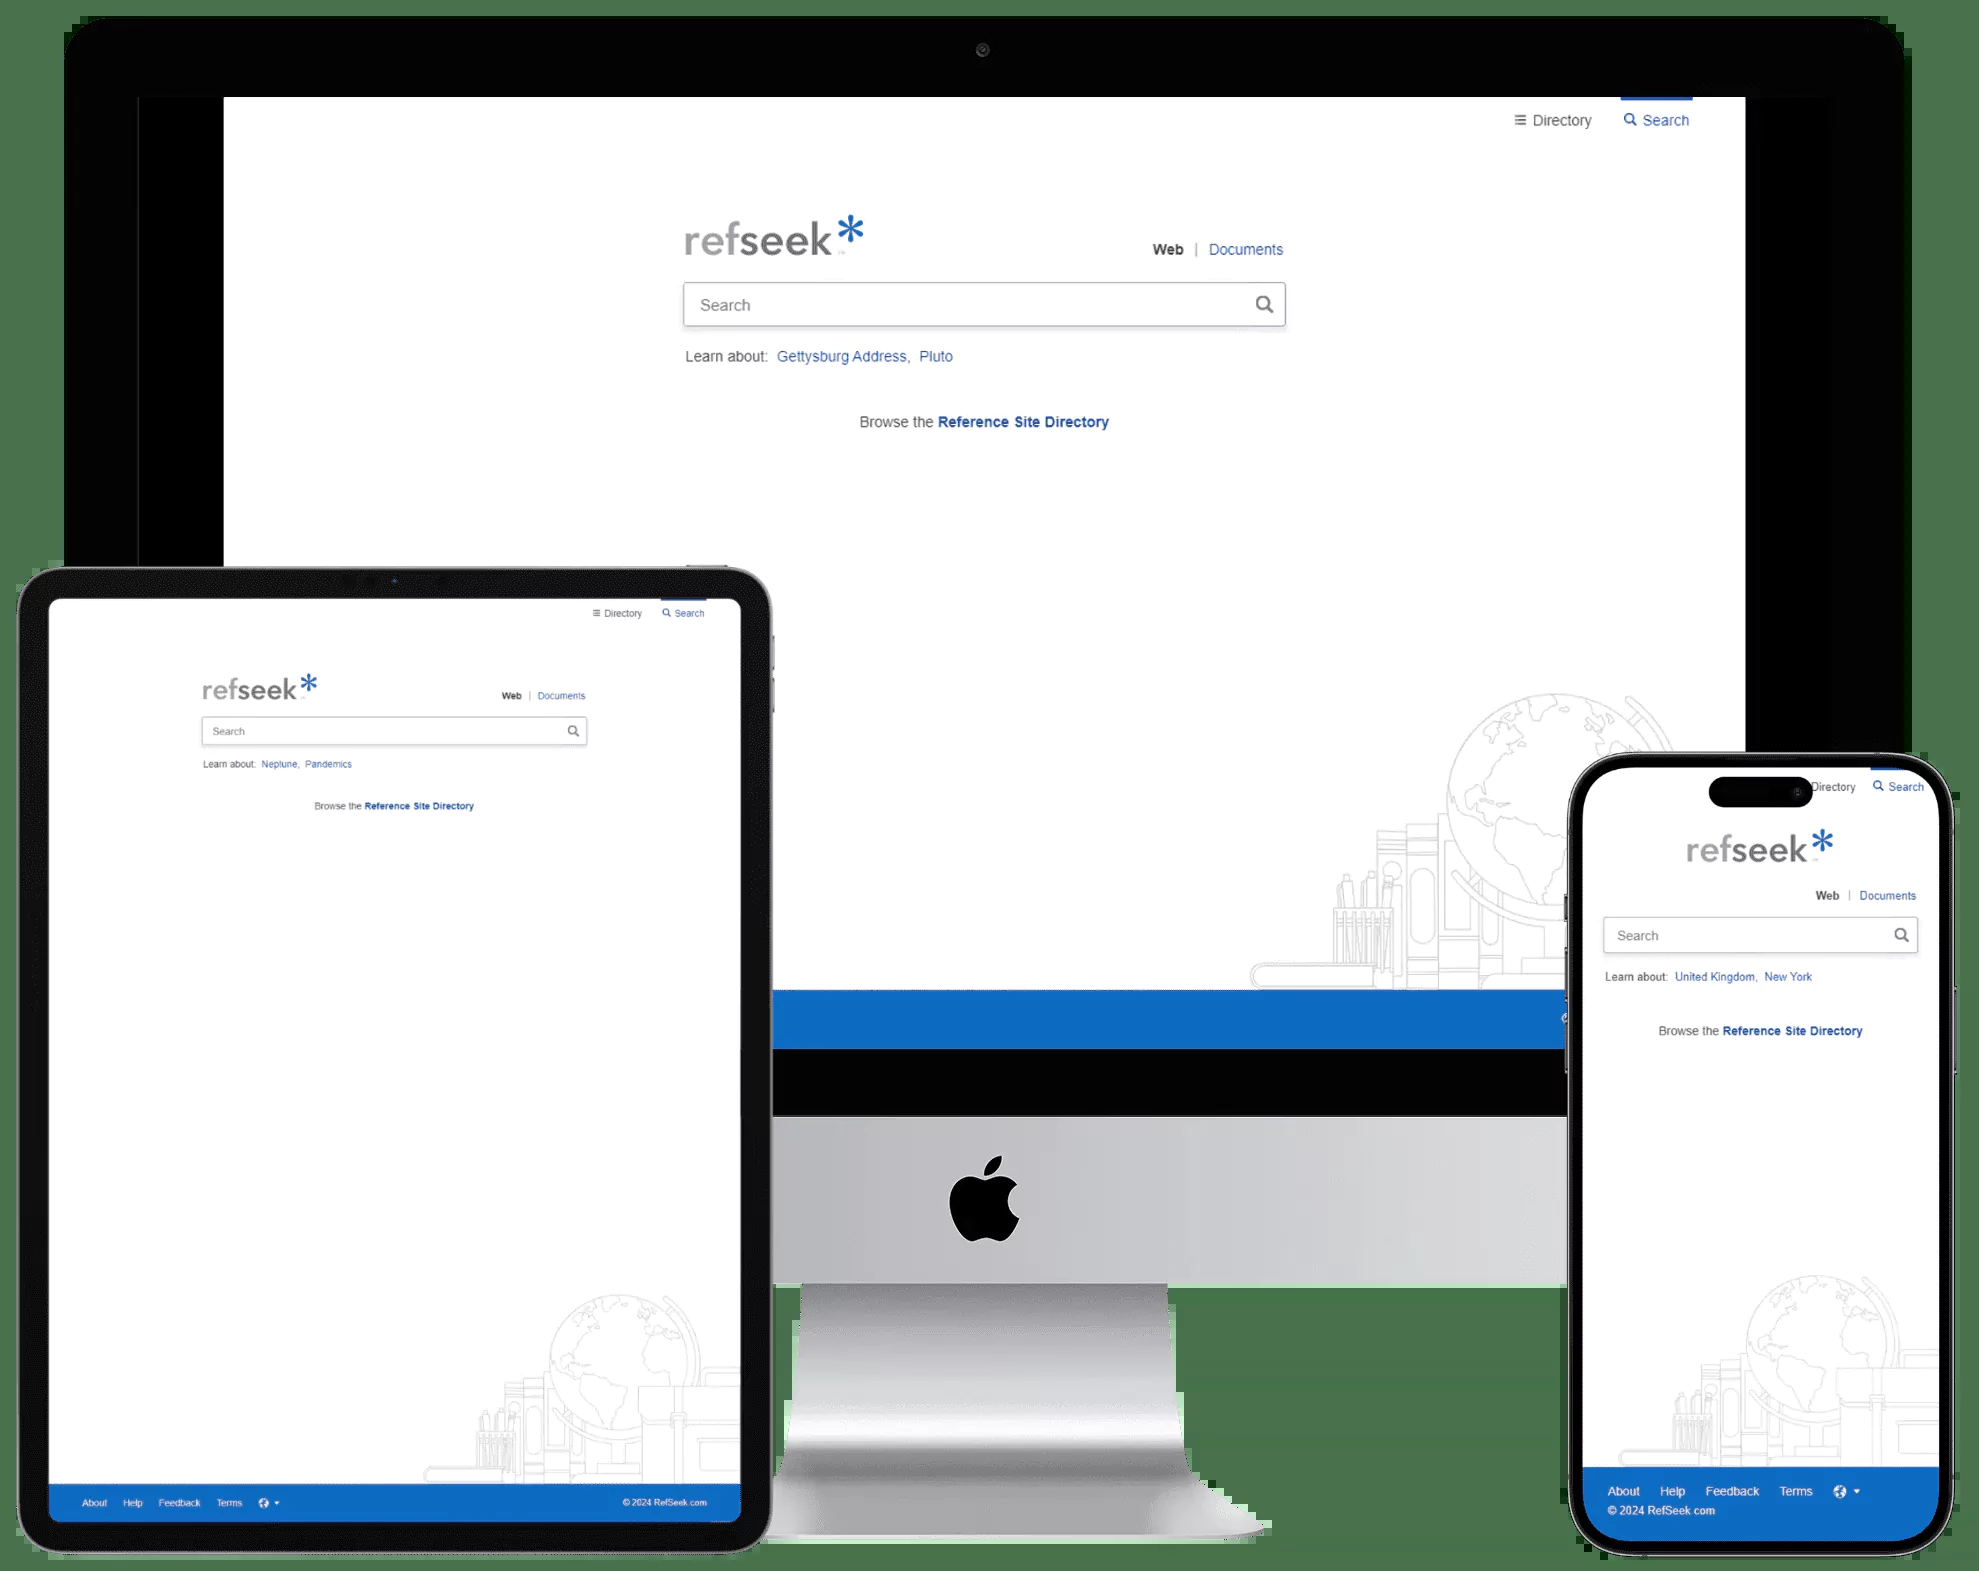 Directory Search
refseek*
Web | Documents
Search
Learn about: Gettysburg Address, Pluto
Browse the Reference Site Directory
Directory Search
refseek*
Web | Documents
Search
Learn about: Neptune, Pandemics
Browse the Reference Site Directory
About Help Feedback Terms
© 2024 RefSeek.com
Directory Search
refseek*
Web | Documents
Search
Learn about: United Kingdom, New York
Browse the Reference Site Directory
About Help Feedback Terms
© 2024 RefSeek.com